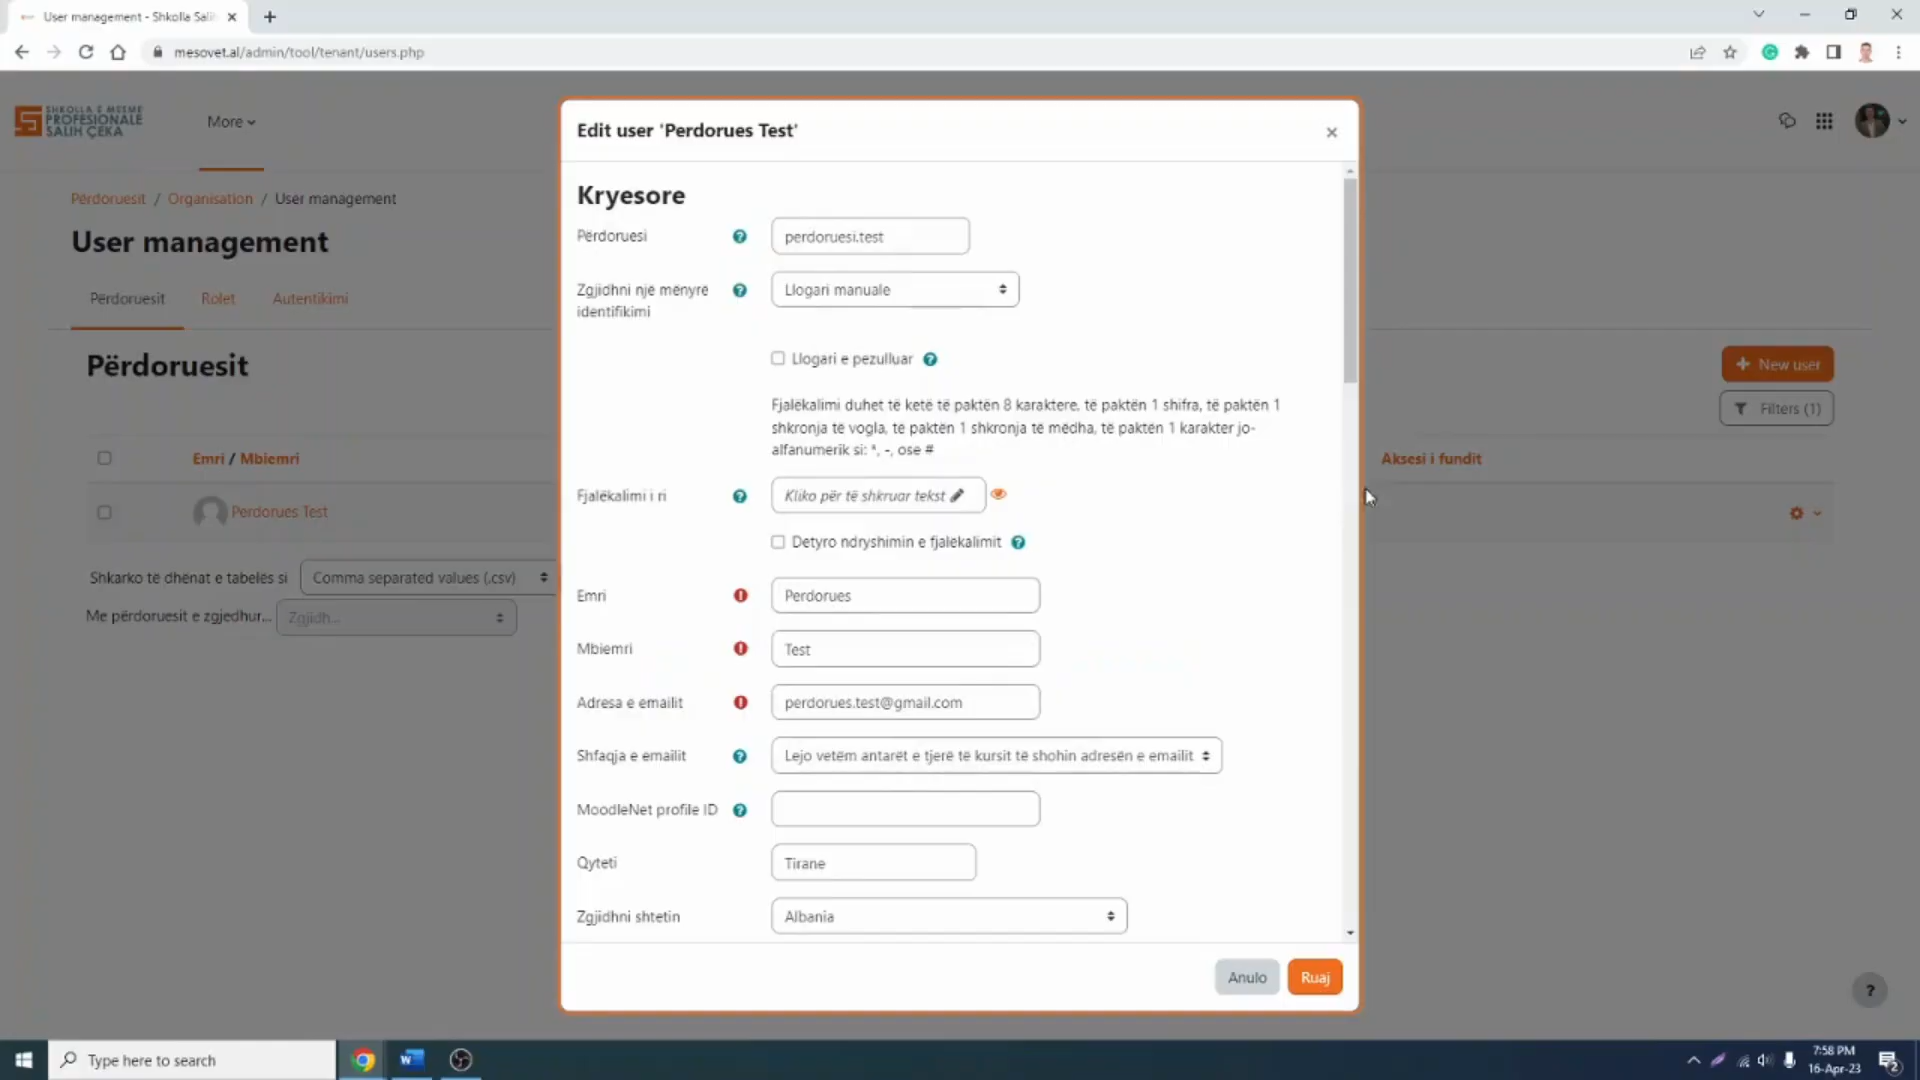 User management - Shkolla Salih
mesovet.al/admin/tool/tenant/users.php
SHKOLLA E MESME
PROFESIONALE
SALIH ÇEKA
More
Përdoruesit / Organisation / User management
User management
Përdoruesit
Rolet
Autentikimi
Përdoruesit
New user
Filters (1)
Emri / Mbiemri
Aksesi i fundit
Perdorues Test
Shkarko të dhënat e tabelës si
Comma separated values (.csv)
Me përdoruesit e zgjedhur...
Zgjidh...
Edit user 'Perdorues Test'
×
Kryesore
Përdoruesi
perdoruesi.test
Zgjidhni një mënyrë
identifikimi
Llogari manuale
Llogari e pezulluar
Fjalëkalimi duhet të ketë të paktën 8 karaktere, të paktën 1 shifra, të paktën 1
shkronja të vogla, të paktën 1 shkronja të mëdha, të paktën 1 karakter jo-
alfanumerik si: *, -, ose #
Fjalëkalimi i ri
Kliko për të shkruar tekst
Detyro ndryshimin e fjalëkalimit
Emri
Perdorues
Mbiemri
Test
Adresa e emailit
perdorues.test@gmail.com
Shfaqja e emailit
Lejo vetëm antarët e tjerë të kursit të shohin adresën e emailit
MoodleNet profile ID
Qyteti
Tirane
Zgjidhni shtetin
Albania
Anulo
Ruaj
?
Type here to search
7:58 PM
16-Apr-23
2